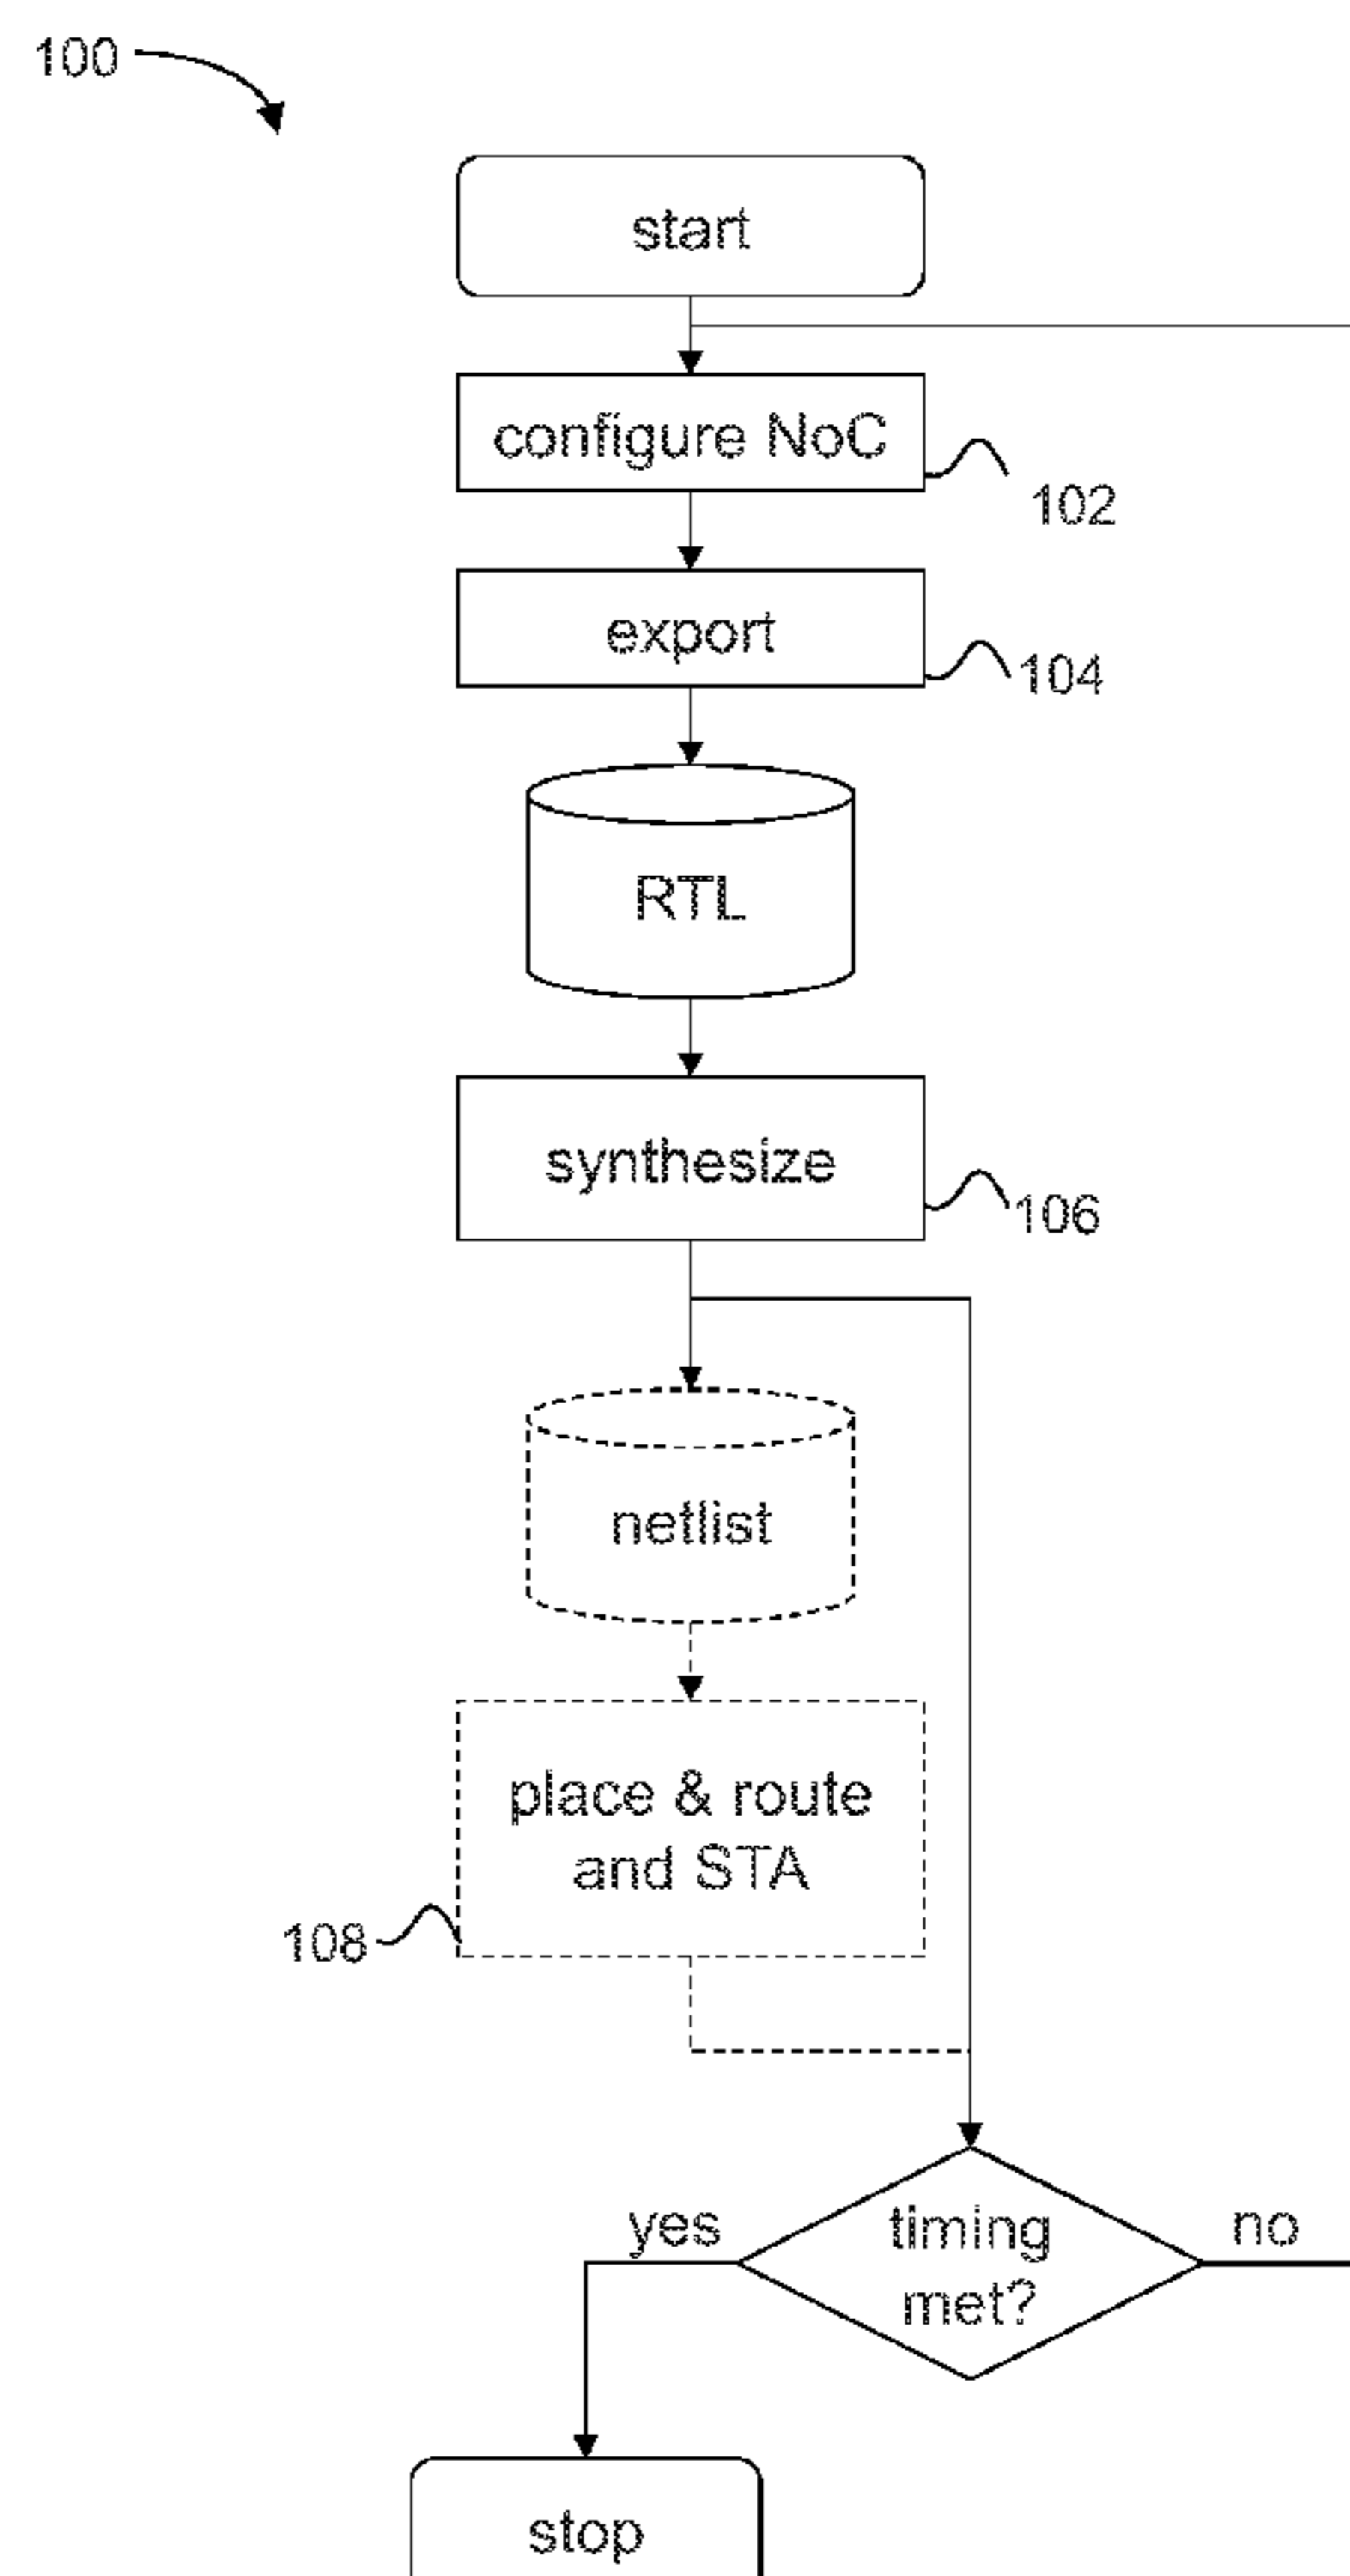 100
start
configure NoC
102
export
104
RTL
synthesize
106
netlist
place & route
and STA
108
yes
timing
met?
no
stop